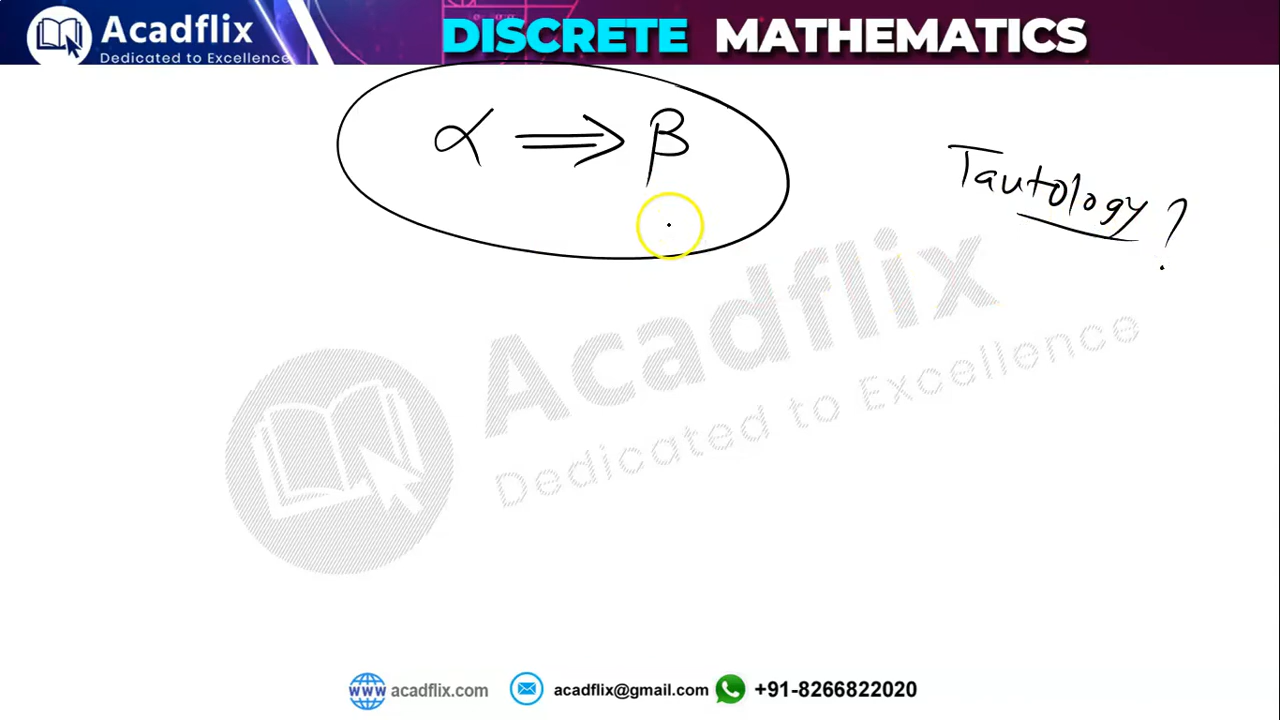 Acadflix
Dedicated to Excellence
DISCRETE MATHEMATICS
α ⟹ β
Tautology ?
Acadflix
Dedicated to Excellence
www acadflix.com
acadflix@gmail.com
+91-8266822020